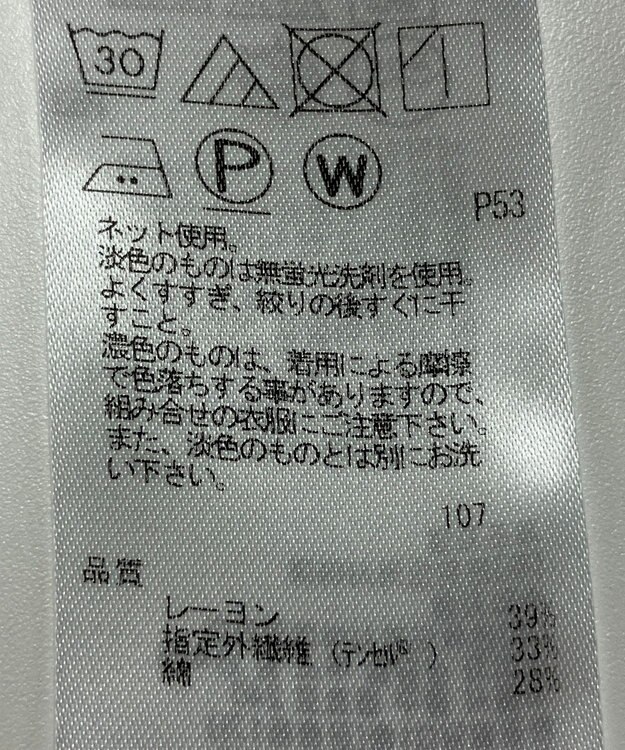 30
P W
P53
ネット使用。
淡色のものは無蛍光洗剤を使用。
よくすすぎ、絞りの後すぐに干
すこと。
濃色のものは、着用による摩擦
で色落ちする事がありますので、
組み合せの衣服にご注意下さい。
また、淡色のものとは別にお洗
い下さい。
107
品質
レーヨン 39%
指定外繊維 (テンセル®) 33%
綿 28%